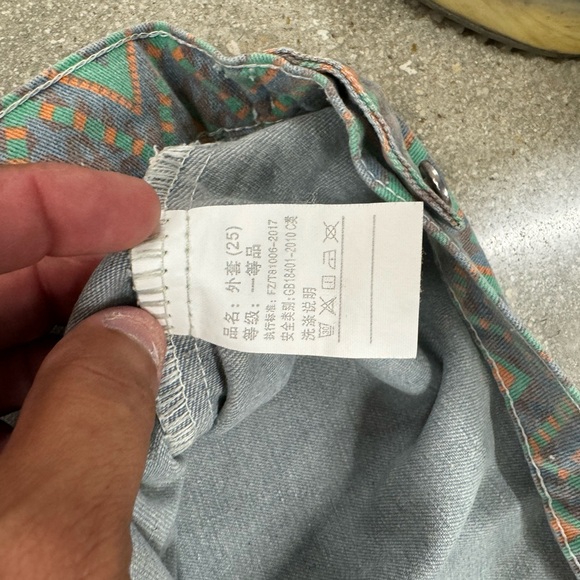 品名：外套 (25)
等级：一等品
执行标准：FZ/T81006-2017
安全类别：GB18401-2010 C类
洗涤说明